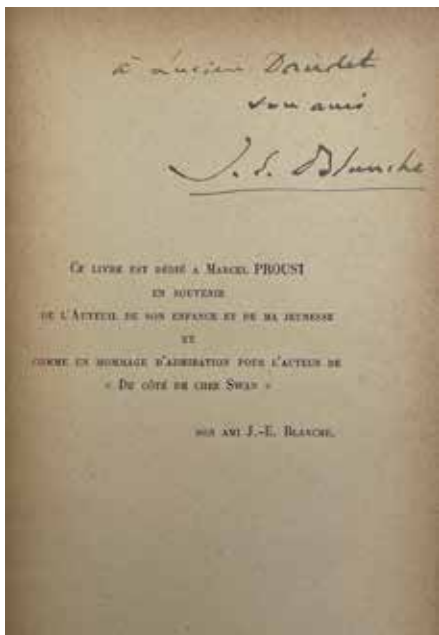 à Lucien Daudet
son ami
J. E. Blanche
CE LIVRE EST DÉDIÉ A MARCEL PROUST
EN SOUVENIR
DE L'AUTEUIL DE SON ENFANCE ET DE MA JEUNESSE
ET
COMME UN HOMMAGE D'ADMIRATION POUR L'AUTEUR DE
« DU CÔTÉ DE CHEZ SWAN »
SON AMI J.-E. BLANCHE.